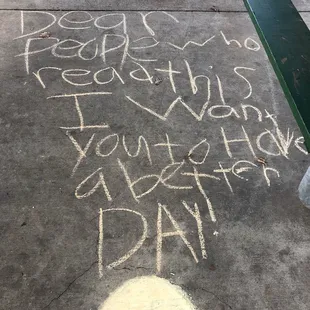 Dear
People who
read this
I want
you to Have
a better
DAY!